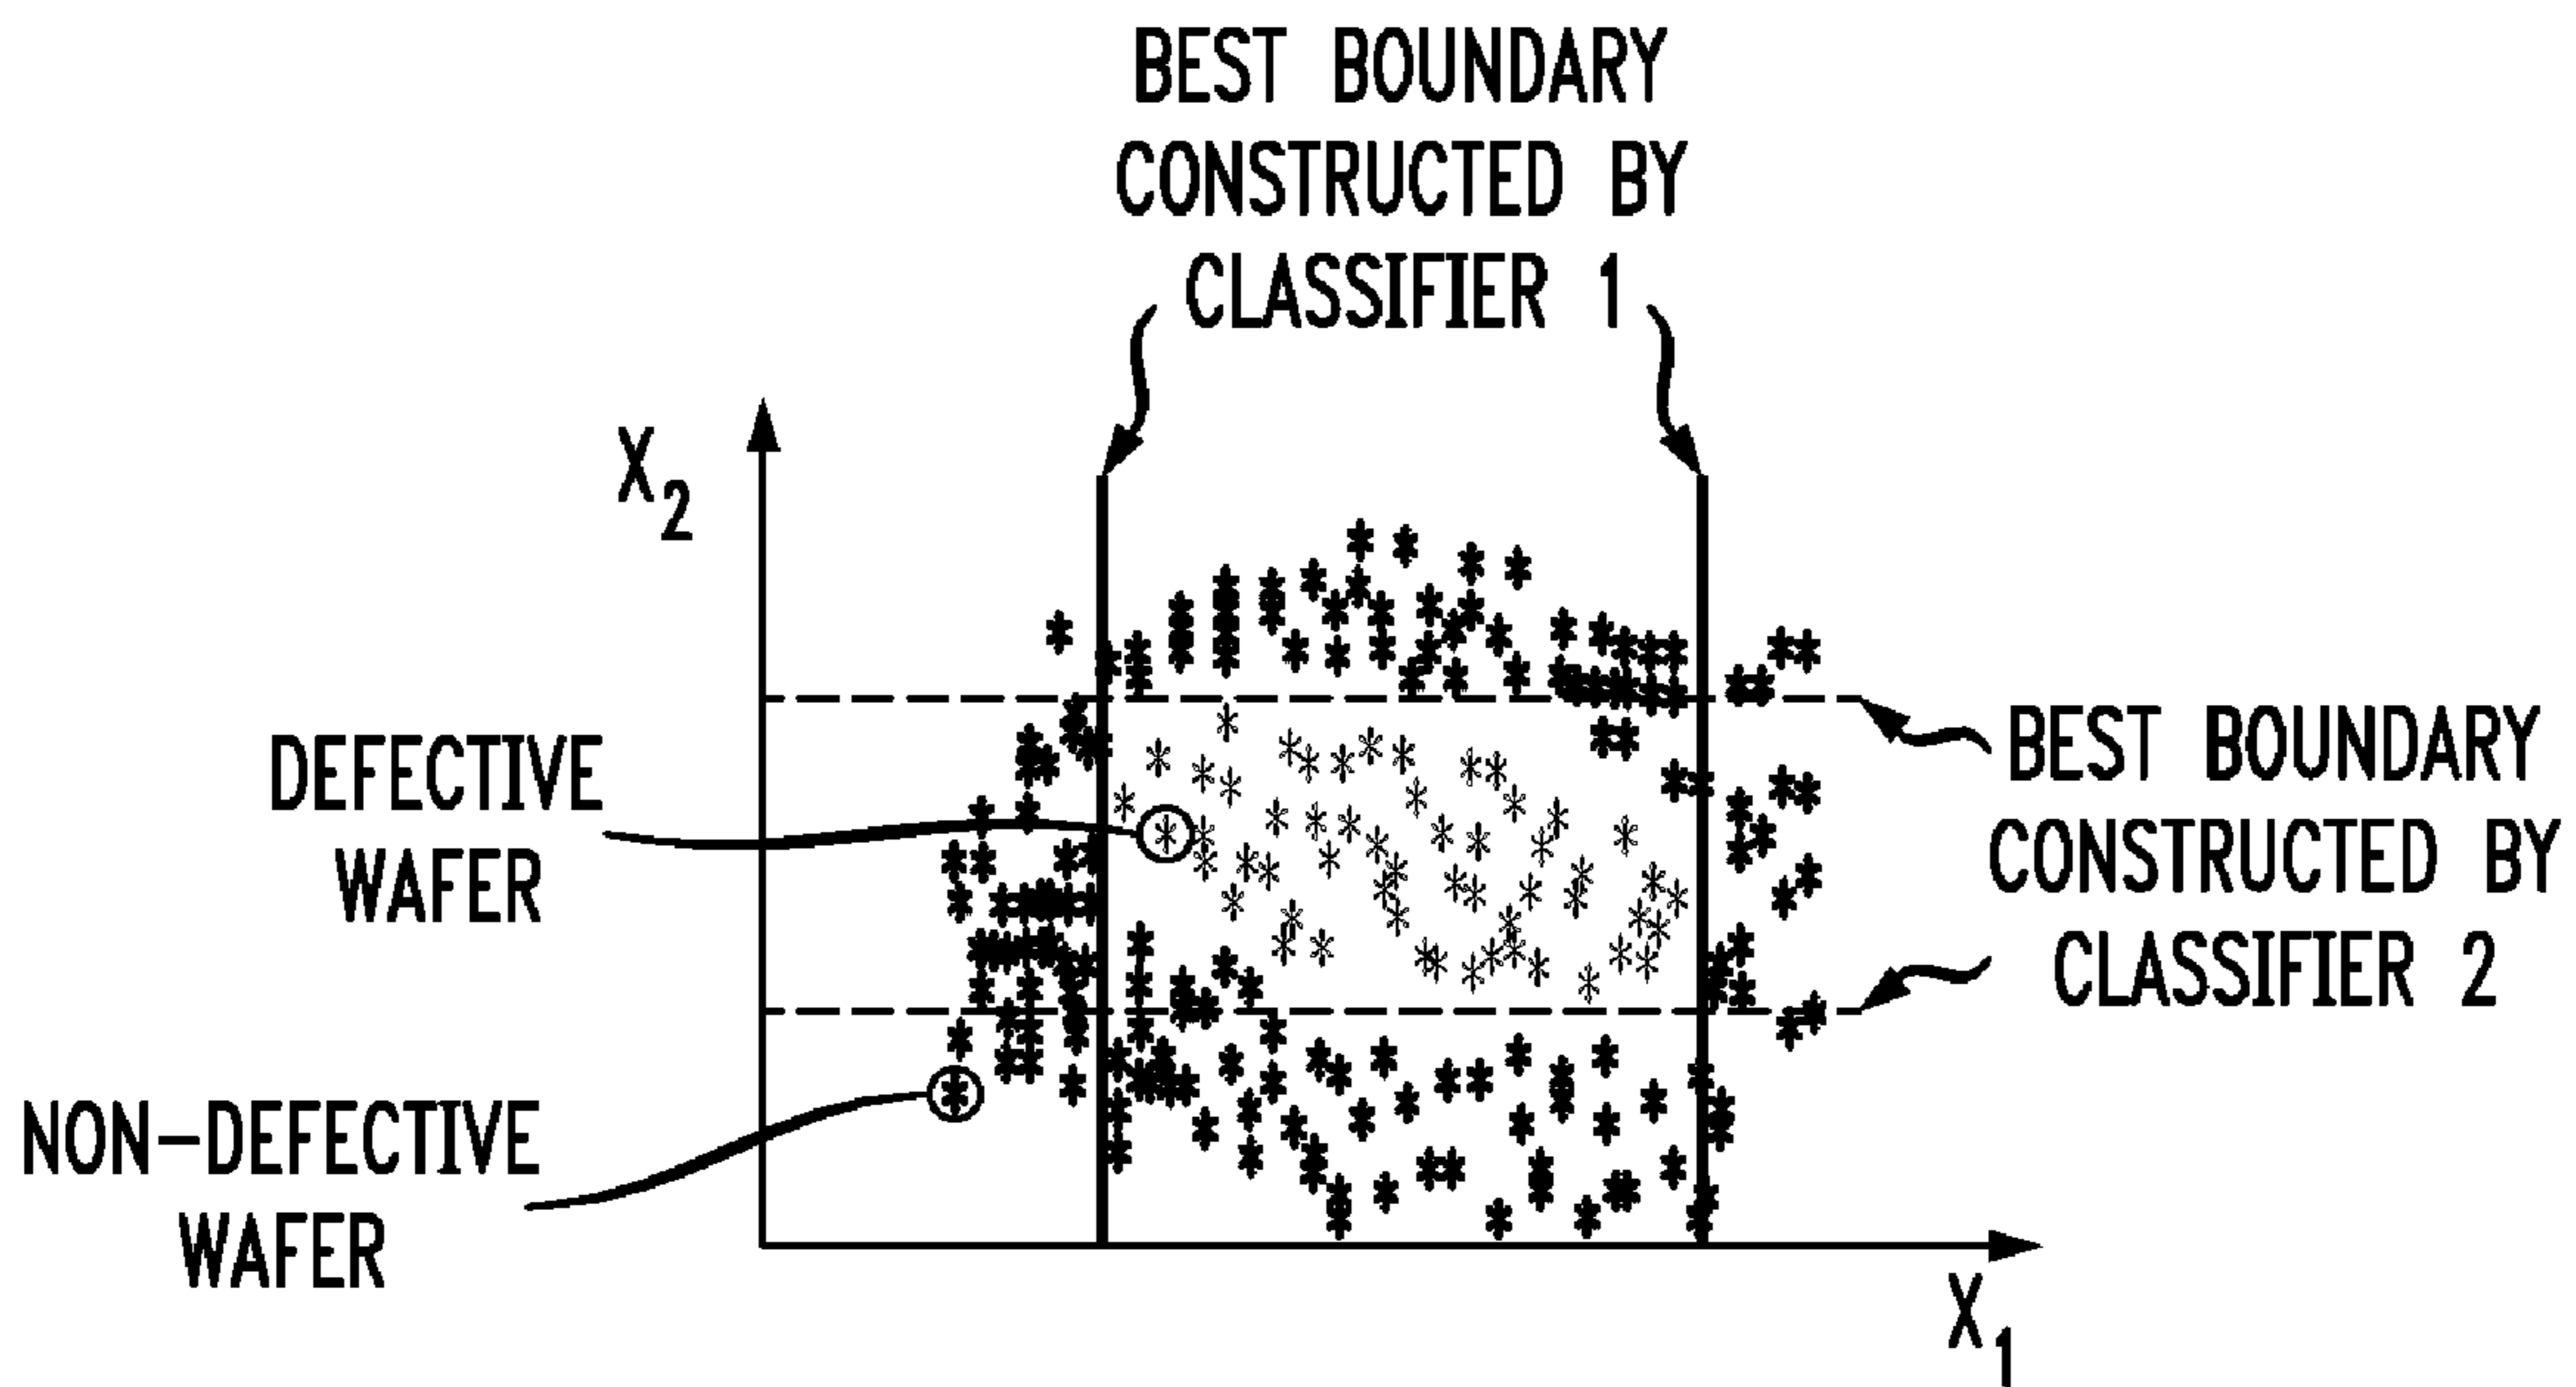 BEST BOUNDARY
CONSTRUCTED BY
CLASSIFIER 1
X2
DEFECTIVE
WAFER
BEST BOUNDARY
CONSTRUCTED BY
CLASSIFIER 2
NON-DEFECTIVE
WAFER
X1